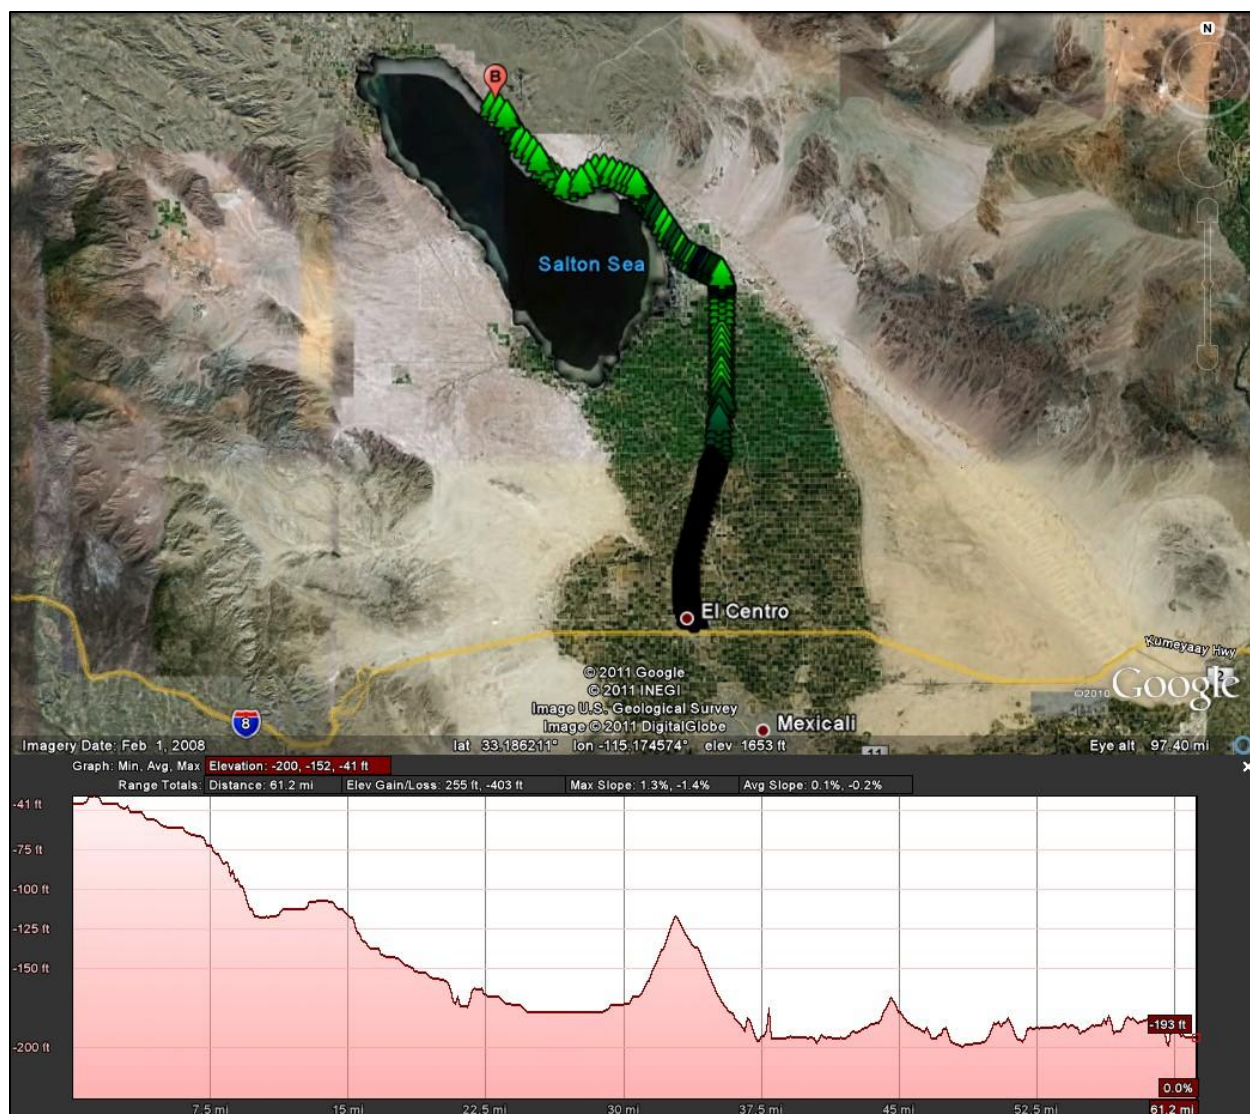 N
B
Salton Sea
El Centro
Kumeyaay Hwy
2
© 2011 Google
© 2011 INEGI
Image U.S. Geological Survey
Image © 2011 DigitalGlobe
©2010 Google
8
Mexicali
11
Imagery Date: Feb 1, 2008
lat 33.186211° lon -115.174574° elev 1653 ft
Eye alt 97.40 mi
Graph: Min, Avg, Max Elevation: -200, -152, -41 ft
Range Totals: Distance: 61.2 mi Elev Gain/Loss: 255 ft, -403 ft Max Slope: 1.3%, -1.4% Avg Slope: 0.1%, -0.2%
-41 ft
-75 ft
-100 ft
-125 ft
-150 ft
-200 ft
-193 ft
0.0%
7.5 mi 15 mi 22.5 mi 30 mi 37.5 mi 45 mi 52.5 mi 61.2 mi